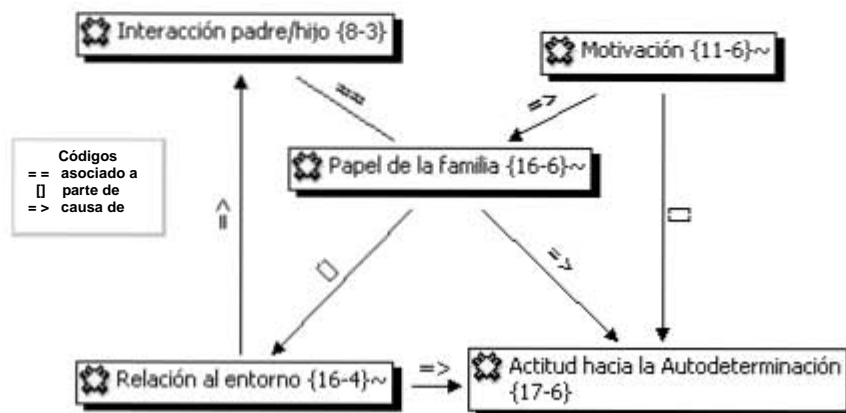 Interacción padre/hijo {8-3}
Motivación {11-6}~
==
=>
Papel de la familia {16-6}~
Códigos
== asociado a
[] parte de
=> causa de
=>
[]
=>
[]
Relación al entorno {16-4}~
=>
Actitud hacia la Autodeterminación
{17-6}